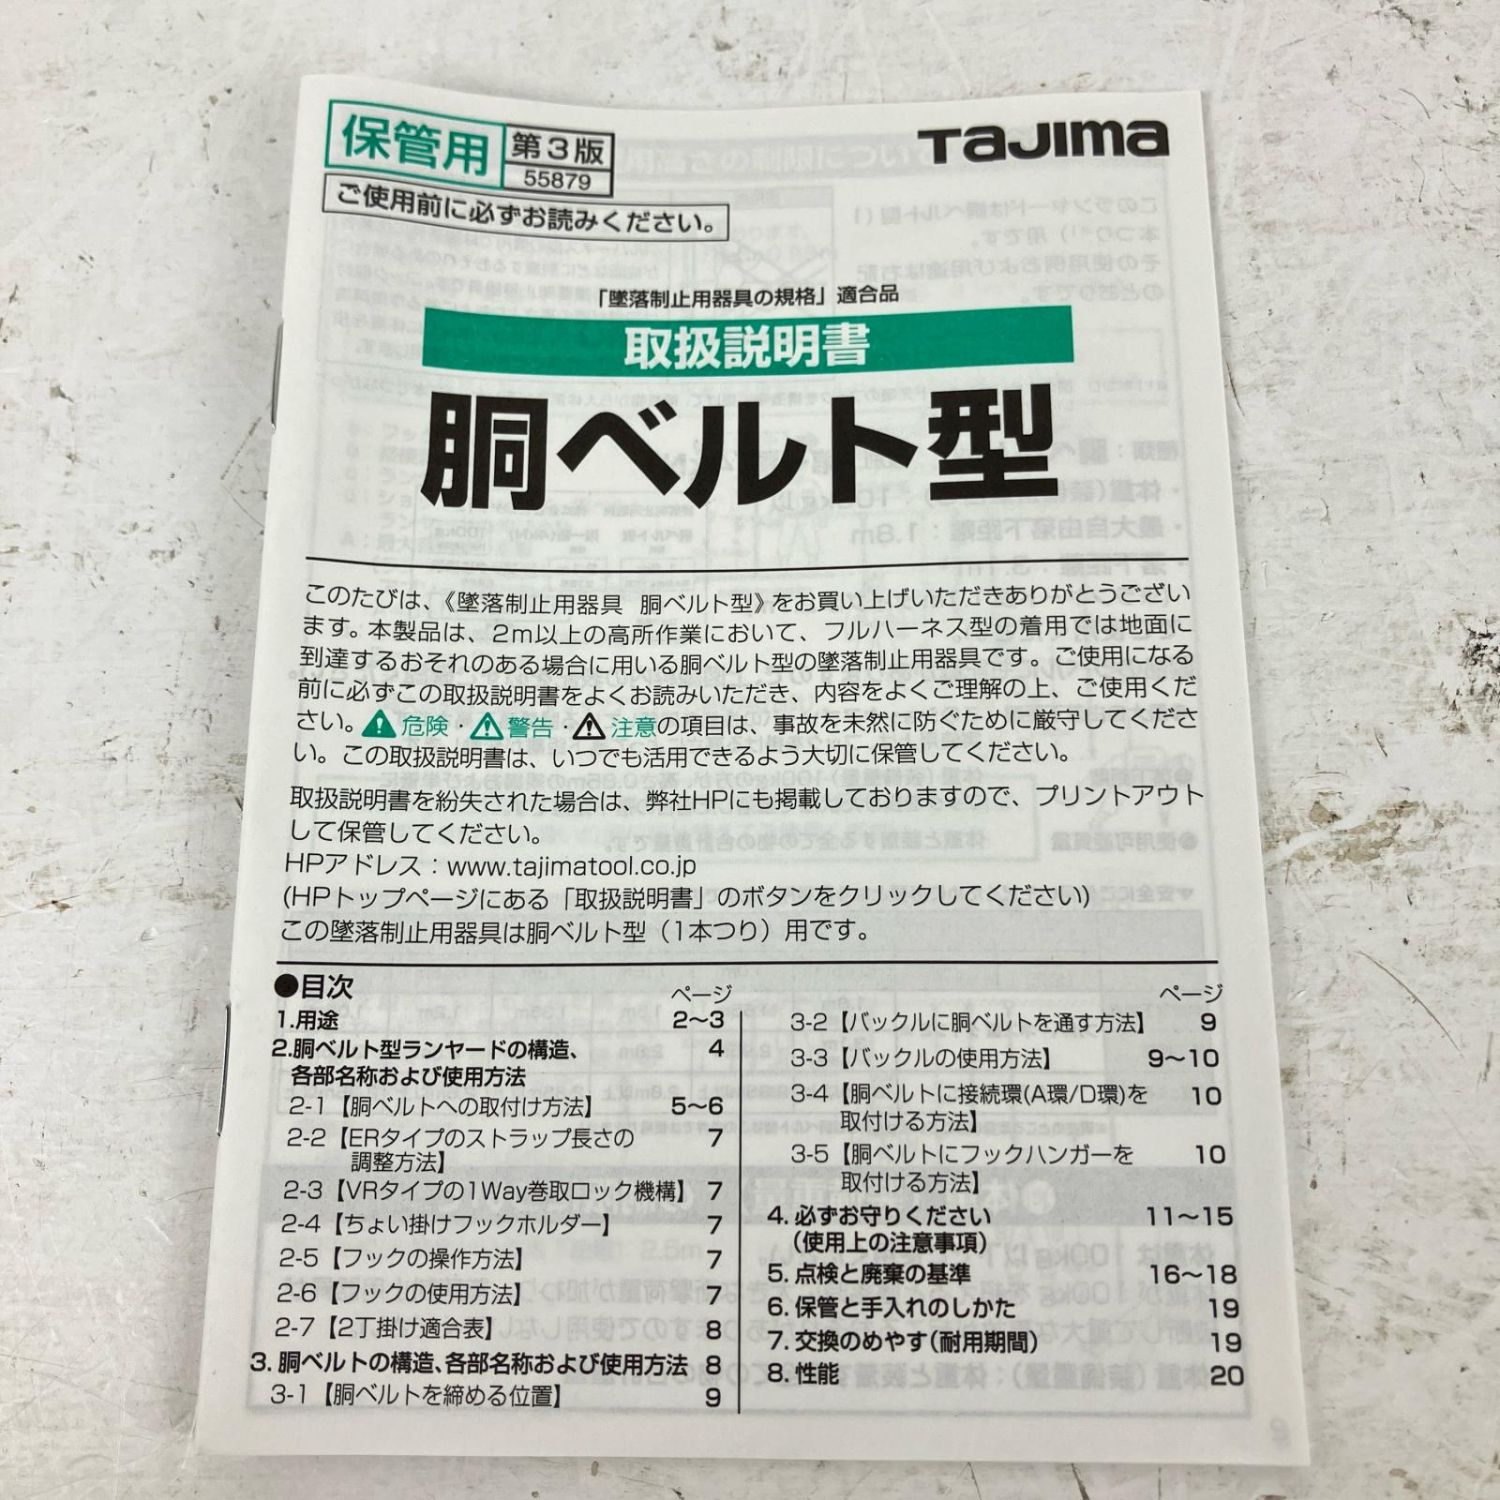 保管用
第3版
55879
TAJIMA
ご使用前に必ずお読みください。
「墜落制止用器具の規格」適合品
取扱説明書
胴ベルト型
このたびは、《墜落制止用器具 胴ベルト型》をお買い上げいただきありがとうござい
ます。本製品は、2m以上の高所作業において、フルハーネス型の着用では地面に
到達するおそれのある場合に用いる胴ベルト型の墜落制止用器具です。ご使用になる
前に必ずこの取扱説明書をよくお読みいただき、内容をよくご理解の上、ご使用くだ
さい。危険・警告・注意の項目は、事故を未然に防ぐために厳守してくださ
い。この取扱説明書は、いつでも活用できるよう大切に保管してください。
取扱説明書を紛失された場合は、弊社HPにも掲載しておりますので、プリントアウト
して保管してください。
HPアドレス：www.tajimatool.co.jp
(HPトップページにある「取扱説明書」のボタンをクリックしてください)
この墜落制止用器具は胴ベルト型（1本つり）用です。
●目次
ページ
1.用途 2〜3
2.胴ベルト型ランヤードの構造、 4
各部名称および使用方法
2-1【胴ベルトへの取付け方法】 5〜6
2-2【ERタイプのストラップ長さの 7
調整方法】
2-3【VRタイプの1Way巻取ロック機構】 7
2-4【ちょい掛けフックホルダー】 7
2-5【フックの操作方法】 7
2-6【フックの使用方法】 7
2-7【2丁掛け適合表】 8
3. 胴ベルトの構造、各部名称および使用方法 8
3-1【胴ベルトを締める位置】 9
ページ
3-2【バックルに胴ベルトを通す方法】 9
3-3【バックルの使用方法】 9〜10
3-4【胴ベルトに接続環(A環/D環)を 10
取付ける方法】
3-5【胴ベルトにフックハンガーを 10
取付ける方法】
4. 必ずお守りください 11〜15
（使用上の注意事項）
5. 点検と廃棄の基準 16〜18
6. 保管と手入れのしかた 19
7. 交換のめやす（耐用期間） 19
8. 性能 20